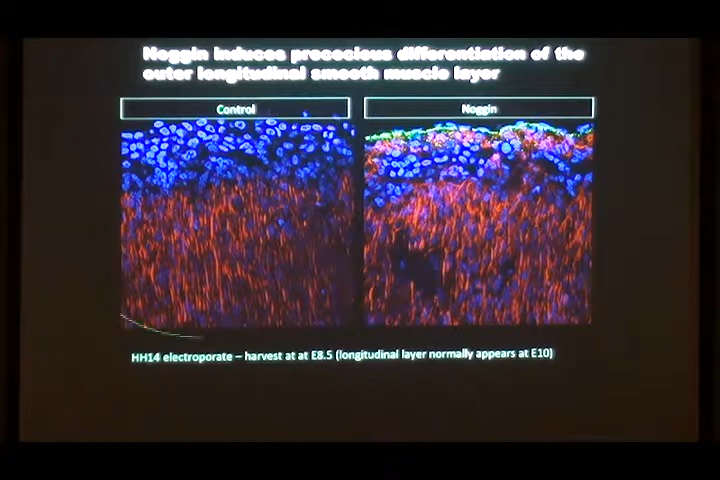 Noggin induces precocious differentiation of the
outer longitudinal smooth muscle layer
Control
Noggin
HH14 electroporate – harvest at at E8.5 (longitudinal layer normally appears at E10)